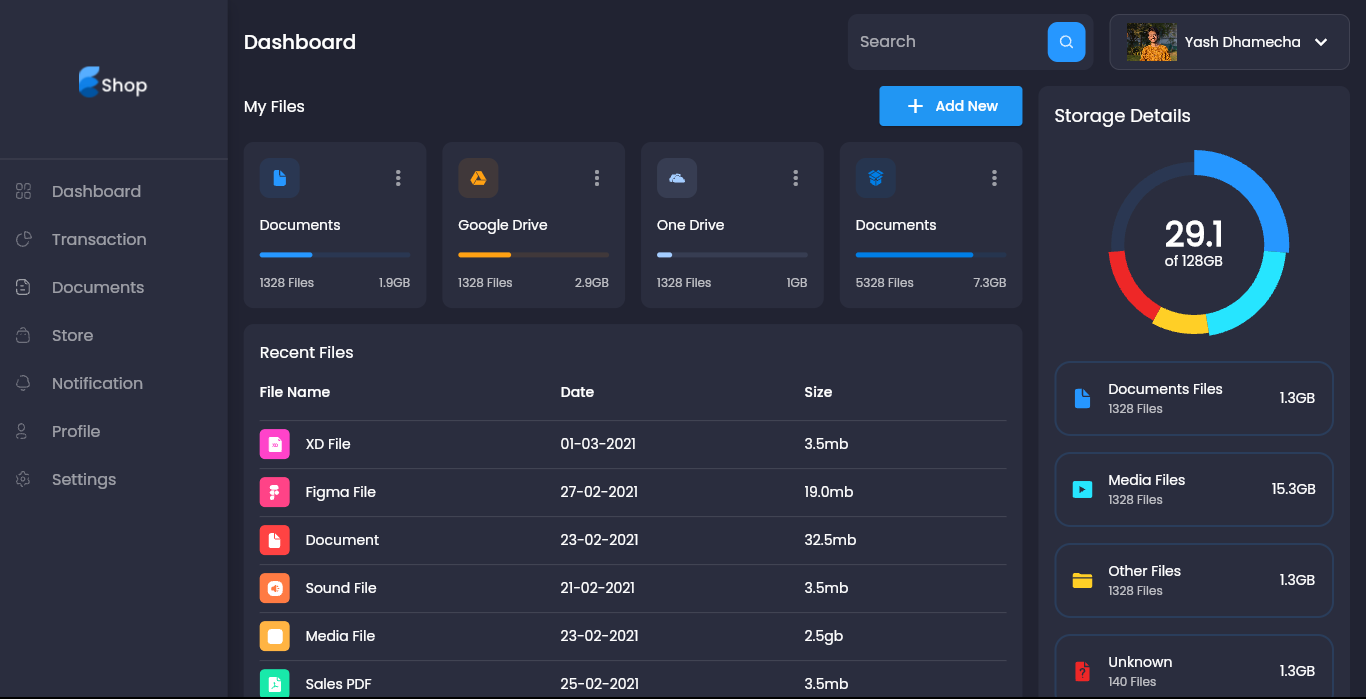 Shop
Dashboard
Transaction
Documents
Store
Notification
Profile
Settings
Dashboard
Search
Yash Dhamecha
My Files
Add New
Documents
1328 Files 1.9GB
Google Drive
1328 Files 2.9GB
One Drive
1328 Files 1GB
Documents
5328 Files 7.3GB
Recent Files
File Name Date Size
XD File 01-03-2021 3.5mb
Figma File 27-02-2021 19.0mb
Document 23-02-2021 32.5mb
Sound File 21-02-2021 3.5mb
Media File 23-02-2021 2.5gb
Sales PDF 25-02-2021 3.5mb
Storage Details
29.1
of 128GB
Documents Files
1328 Files
1.3GB
Media Files
1328 Files
15.3GB
Other Files
1328 Files
1.3GB
Unknown
140 Files
1.3GB